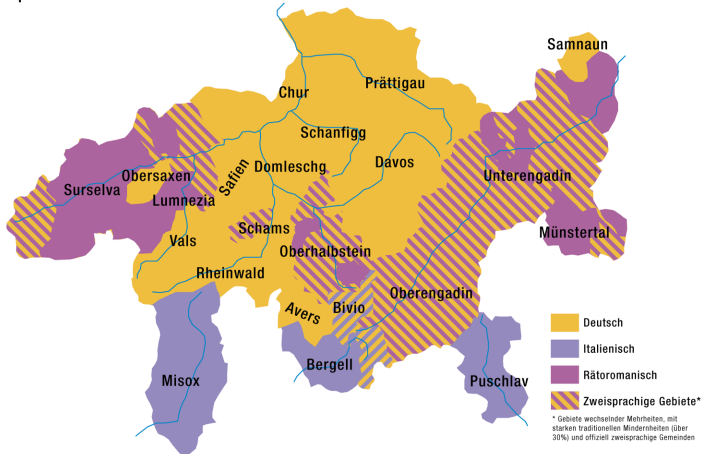 Samnaun
Prättigau
Chur
Schanfigg
Davos
Domleschg
Safien
Obersaxen
Surselva
Lumnezia
Unterengadin
Schams
Münstertal
Vals
Oberhalbstein
Rheinwald
Oberengadin
Avers
Bivio
Bergell
Misox
Puschlav
Deutsch
Italienisch
Rätoromanisch
Zweisprachige Gebiete*
* Gebiete wechselnder Mehrheiten, mit
starken traditionellen Mindernheiten (über
30%) und offiziell zweisprachige Gemeinden